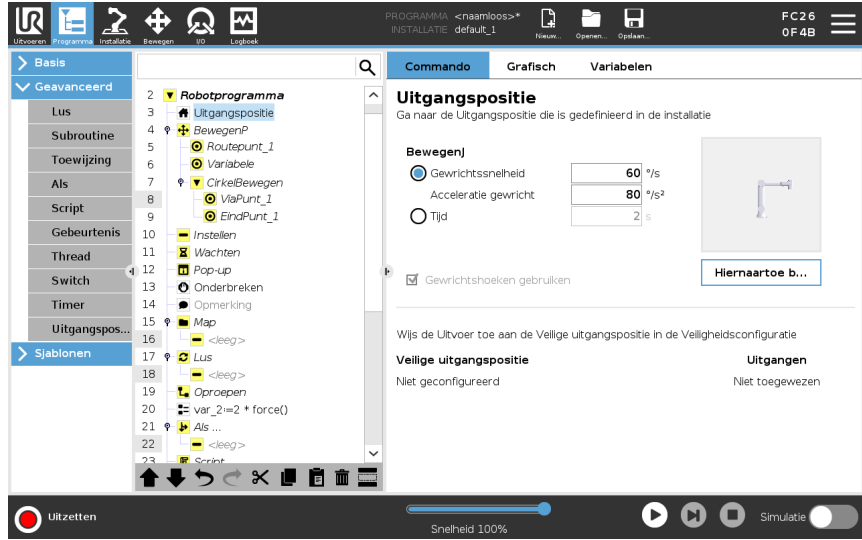 UR
PROGRAMMA <naamloos>*
INSTALLATIE default_1
FC26
0F4B
Uitvoeren Programma Installatie Bewegen I/O Logboek Nieuw... Openen... Opslaan...
Basis
Geavanceerd
Lus
Subroutine
Toewijzing
Als
Script
Gebeurtenis
Thread
Switch
Timer
Uitgangspos...
Sjablonen
2 Robotprogramma
3 Uitgangspositie
4 BewegenP
5 Routepunt_1
6 Variabele
7 CirkelBewegen
8 ViaPunt_1
9 EindPunt_1
10 Instellen
11 Wachten
12 Pop-up
13 Onderbreken
14 Opmerking
15 Map
16 <leeg>
17 Lus
18 <leeg>
19 Oproepen
20 var_2:=2 * force()
21 Als ...
22 <leeg>
23 Script
Commando Grafisch Variabelen
Uitgangspositie
Ga naar de Uitgangspositie die is gedefinieerd in de installatie
BewegenJ
Gewrichtssnelheid 60 °/s
Acceleratie gewricht 80 °/s²
Tijd 2 s
Gewrichtshoeken gebruiken
Hiernaartoe b...
Wijs de Uitvoer toe aan de Veilige uitgangspositie in de Veiligheidsconfiguratie
Veilige uitgangspositie Uitgangen
Niet geconfigureerd Niet toegewezen
Uitzetten
Snelheid 100%
Simulatie